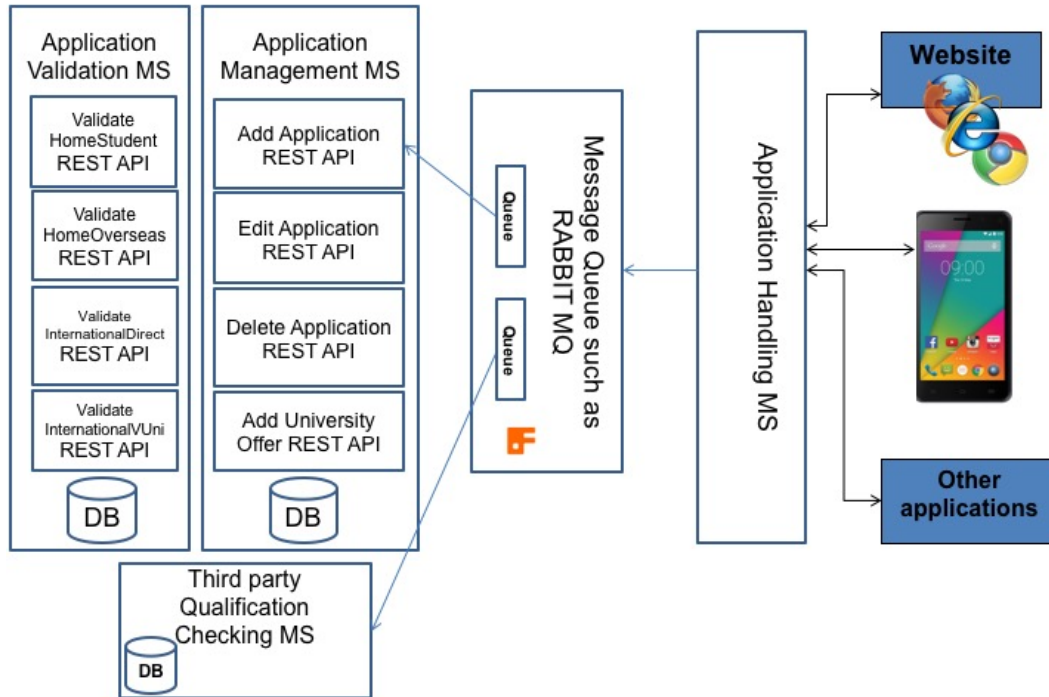 Application
Validation MS
Validate
HomeStudent
REST API
Validate
HomeOverseas
REST API
Validate
InternationalDirect
REST API
Validate
InternationalVUni
REST API
DB
Application
Management MS
Add Application
REST API
Edit Application
REST API
Delete Application
REST API
Add University
Offer REST API
DB
Third party
Qualification
Checking MS
DB
Queue
Queue
Message Queue such as
RABBIT MQ
Application Handling MS
Website
Google
09:00
Other
applications